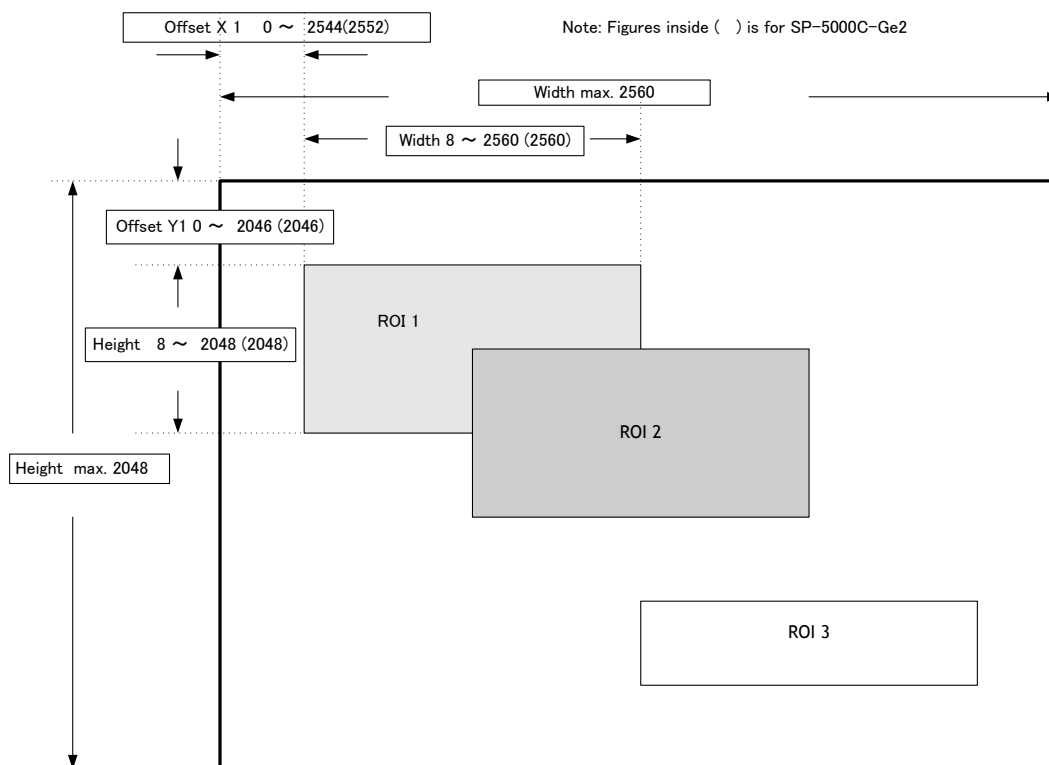 Offset X 1 0 ～ 2544(2552)
Note: Figures inside ( ) is for SP-5000C-Ge2
Width max. 2560
Width 8 ～ 2560 (2560)
Offset Y1 0 ～ 2046 (2046)
ROI 1
Height 8 ～ 2048 (2048)
ROI 2
Height max. 2048
ROI 3